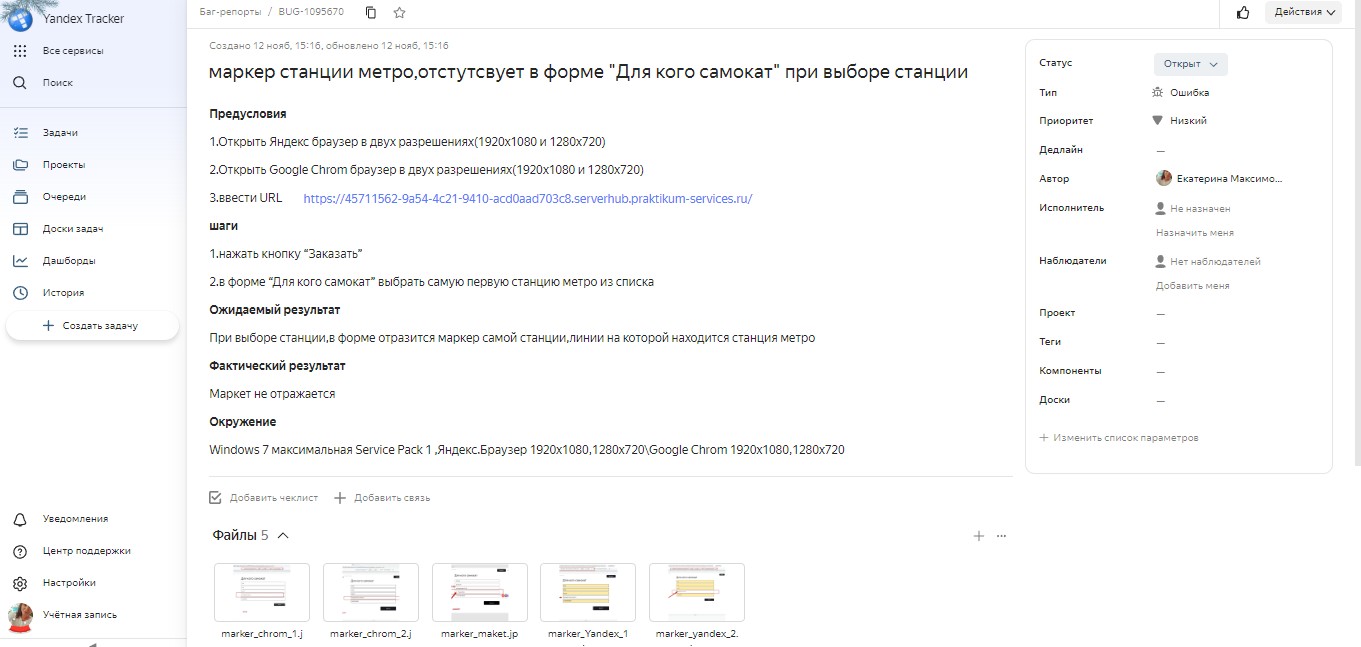 Yandex Tracker
Все сервисы
Поиск
Задачи
Проекты
Очереди
Доски задач
Дашборды
История
Создать задачу
Уведомления
Центр поддержки
Настройки
Учётная запись
Баг-репорты / BUG-1095670
Действия
Создано 12 нояб, 15:16, обновлено 12 нояб, 15:16
маркер станции метро,отстутсвует в форме "Для кого самокат" при выборе станции
Предусловия
1.Открыть Яндекс браузер в двух разрешениях(1920x1080 и 1280x720)
2.Открыть Google Chrom браузер в двух разрешениях(1920x1080 и 1280x720)
3.ввести URL https://45711562-9a54-4c21-9410-acd0aad703c8.serverhub.praktikum-services.ru/
шаги
1.нажать кнопку “Заказать”
2.в форме “Для кого самокат” выбрать самую первую станцию метро из списка
Ожидаемый результат
При выборе станции,в форме отразится маркер самой станции,линии на которой находится станция метро
Фактический результат
Маркет не отражается
Окружение
Windows 7 максимальная Service Pack 1 ,Яндекс.Браузер 1920x1080,1280x720\Google Chrom 1920x1080,1280x720
Добавить чеклист
Добавить связь
Файлы 5
marker_chrom_1.j
marker_chrom_2.j
marker_maket.jp
marker_Yandex_1
marker_yandex_2.
Статус Открыт
Тип Ошибка
Приоритет Низкий
Дедлайн —
Автор Екатерина Максимо...
Исполнитель Не назначен
Назначить меня
Наблюдатели Нет наблюдателей
Добавить меня
Проект —
Теги —
Компоненты —
Доски —
Изменить список параметров